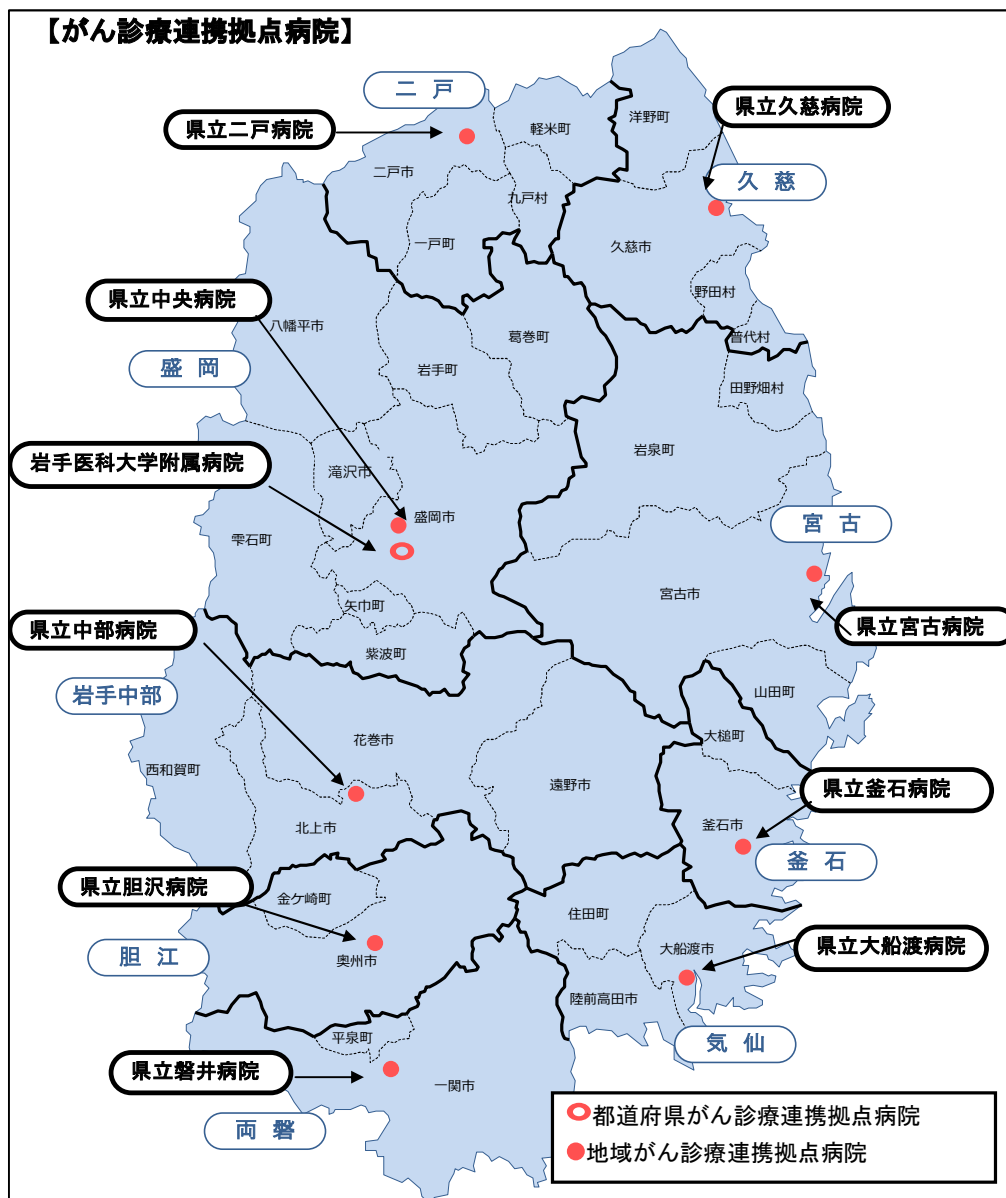 【がん診療連携拠点病院】
二 戸
県立二戸病院
軽米町
洋野町
県立久慈病院
二戸市
九戸村
久 慈
一戸町
久慈市
県立中央病院
野田村
八幡平市
葛巻町
普代村
盛 岡
岩手町
田野畑村
岩泉町
岩手医科大学附属病院
滝沢市
盛岡市
宮 古
雫石町
矢巾町
宮古市
県立中部病院
県立宮古病院
紫波町
岩手中部
山田町
花巻市
大槌町
西和賀町
遠野市
県立釜石病院
北上市
釜石市
釜 石
県立胆沢病院
金ケ崎町
住田町
胆 江
奥州市
大船渡市
県立大船渡病院
陸前高田市
平泉町
気 仙
県立磐井病院
一関市
両 磐
都道府県がん診療連携拠点病院
地域がん診療連携拠点病院